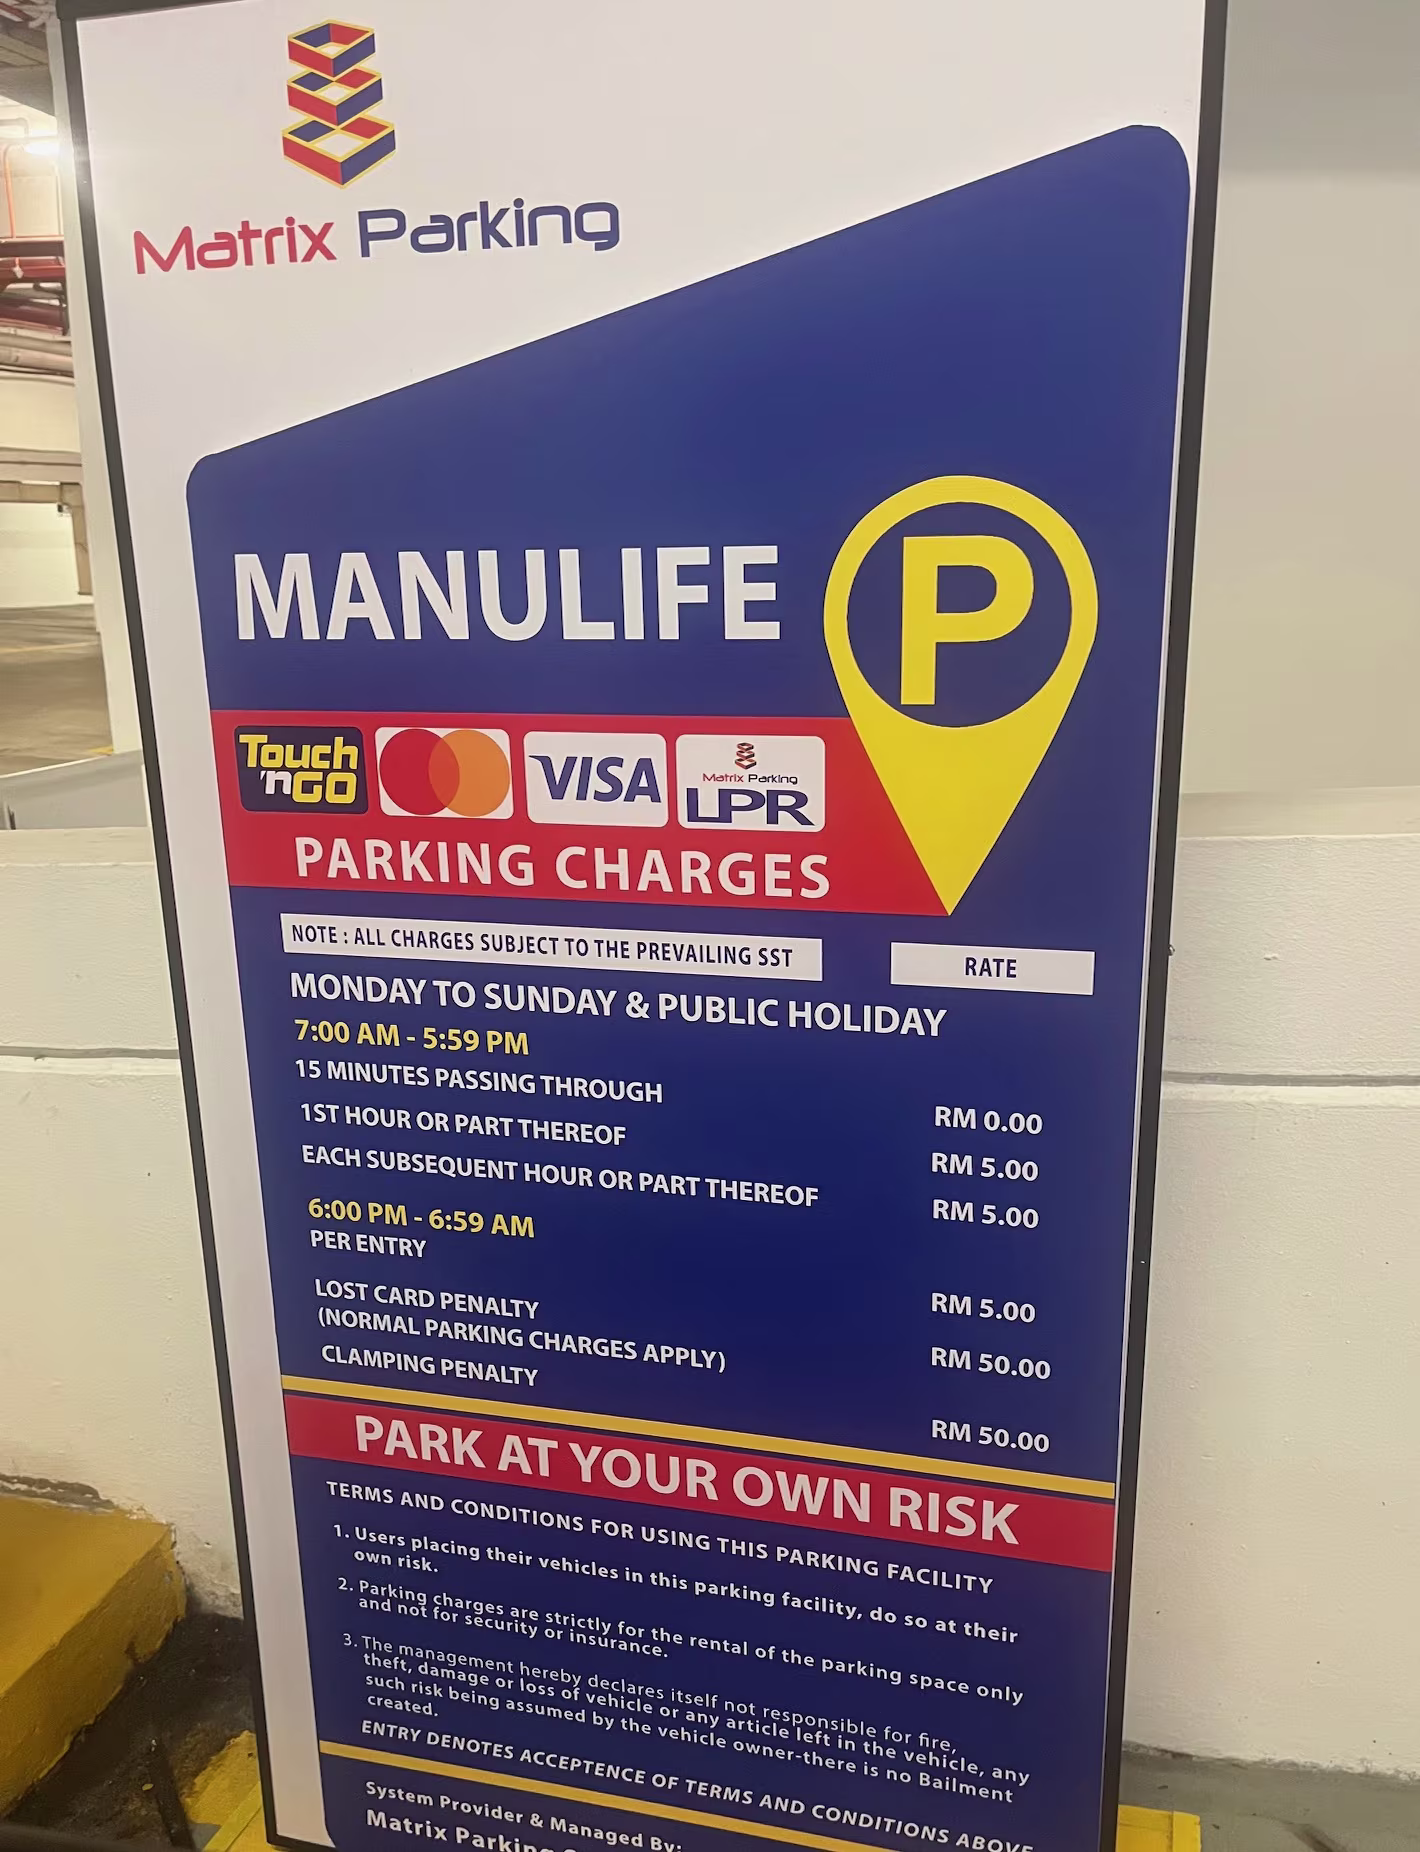 Matrix Parking
MANULIFE
P
Touch
'nGO
VISA
Matrix Parking
LPR
PARKING CHARGES
NOTE : ALL CHARGES SUBJECT TO THE PREVAILING SST
RATE
MONDAY TO SUNDAY & PUBLIC HOLIDAY
7:00 AM - 5:59 PM
15 MINUTES PASSING THROUGH RM 0.00
1ST HOUR OR PART THEREOF RM 5.00
EACH SUBSEQUENT HOUR OR PART THEREOF RM 5.00
6:00 PM - 6:59 AM
PER ENTRY RM 5.00
LOST CARD PENALTY RM 50.00
(NORMAL PARKING CHARGES APPLY)
CLAMPING PENALTY RM 50.00
PARK AT YOUR OWN RISK
TERMS AND CONDITIONS FOR USING THIS PARKING FACILITY
1. Users placing their vehicles in this parking facility, do so at their
own risk.
2. Parking charges are strictly for the rental of the parking space only
and not for security or insurance.
3. The management hereby declares itself not responsible for fire,
theft, damage or loss of vehicle or any article left in the vehicle, any
such risk being assumed by the vehicle owner-there is no Bailment
created.
ENTRY DENOTES ACCEPTENCE OF TERMS AND CONDITIONS ABOVE
System Provider & Managed By:
Matrix Parking